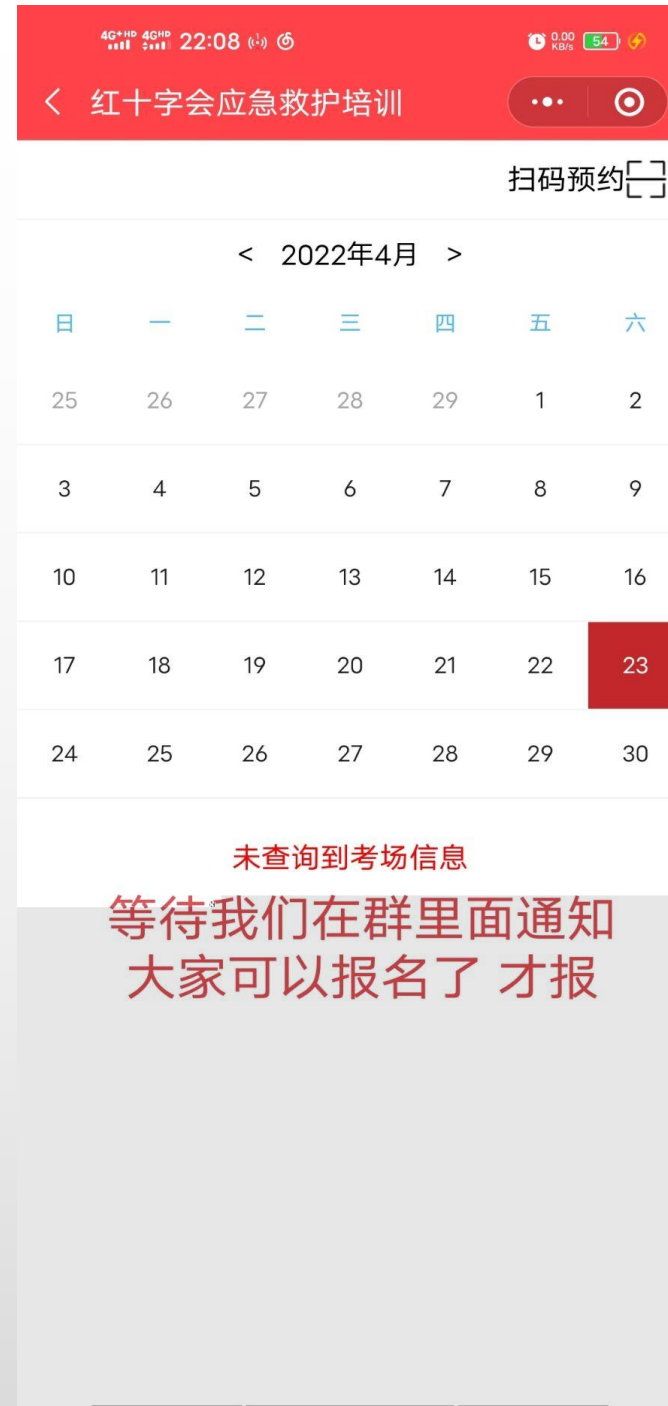 4G+HD 4GHD 22:08 0.00 KB/s 54
< 红十字会应急救护培训
扫码预约
< 2022年4月 >
日 一 二 三 四 五 六
25 26 27 28 29 1 2
3 4 5 6 7 8 9
10 11 12 13 14 15 16
17 18 19 20 21 22 23
24 25 26 27 28 29 30
未查询到考场信息
等待我们在群里面通知
大家可以报名了 才报